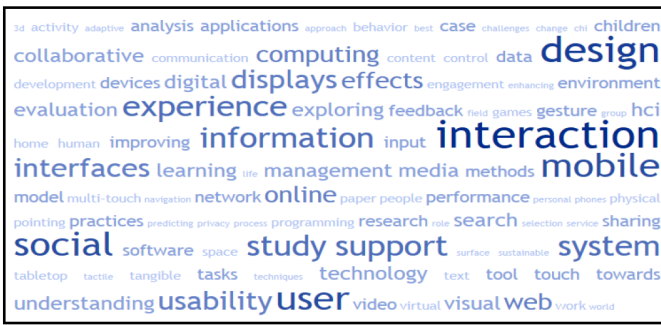 3d activity adaptive analysis applications approach behavior best case challenges change chi children
collaborative communication computing content control data design
development devices digital displays effects engagement enhancing environment
evaluation experience exploring feedback field games gesture group hci
home human improving information input interaction
interfaces learning life management media methods mobile
model multi-touch navigation network online paper people performance personal phones physical
pointing practices predicting privacy process programming research role search selection service sharing
social software space study support surface sustainable system
tabletop tactile tangible tasks techniques technology text tool touch towards
understanding usability user video virtual visual web work world